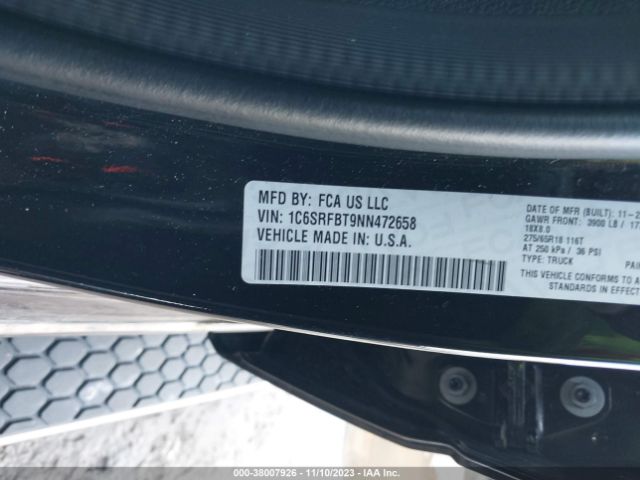 MFD BY: FCA US LLC
VIN: 1C6SRFBT9NN472658
VEHICLE MADE IN: U.S.A.
DATE OF MFR (BUILT): 11-2
GAWR FRONT: 3900 LB / 17
18X8.0
275/65R18 116T
AT 250 kPa / 36 PSI
TYPE: TRUCK
THIS VEHICLE CONFORMS TO A
STANDARDS IN EFFECT
000-38007926 - 11/10/2023 - IAA Inc.